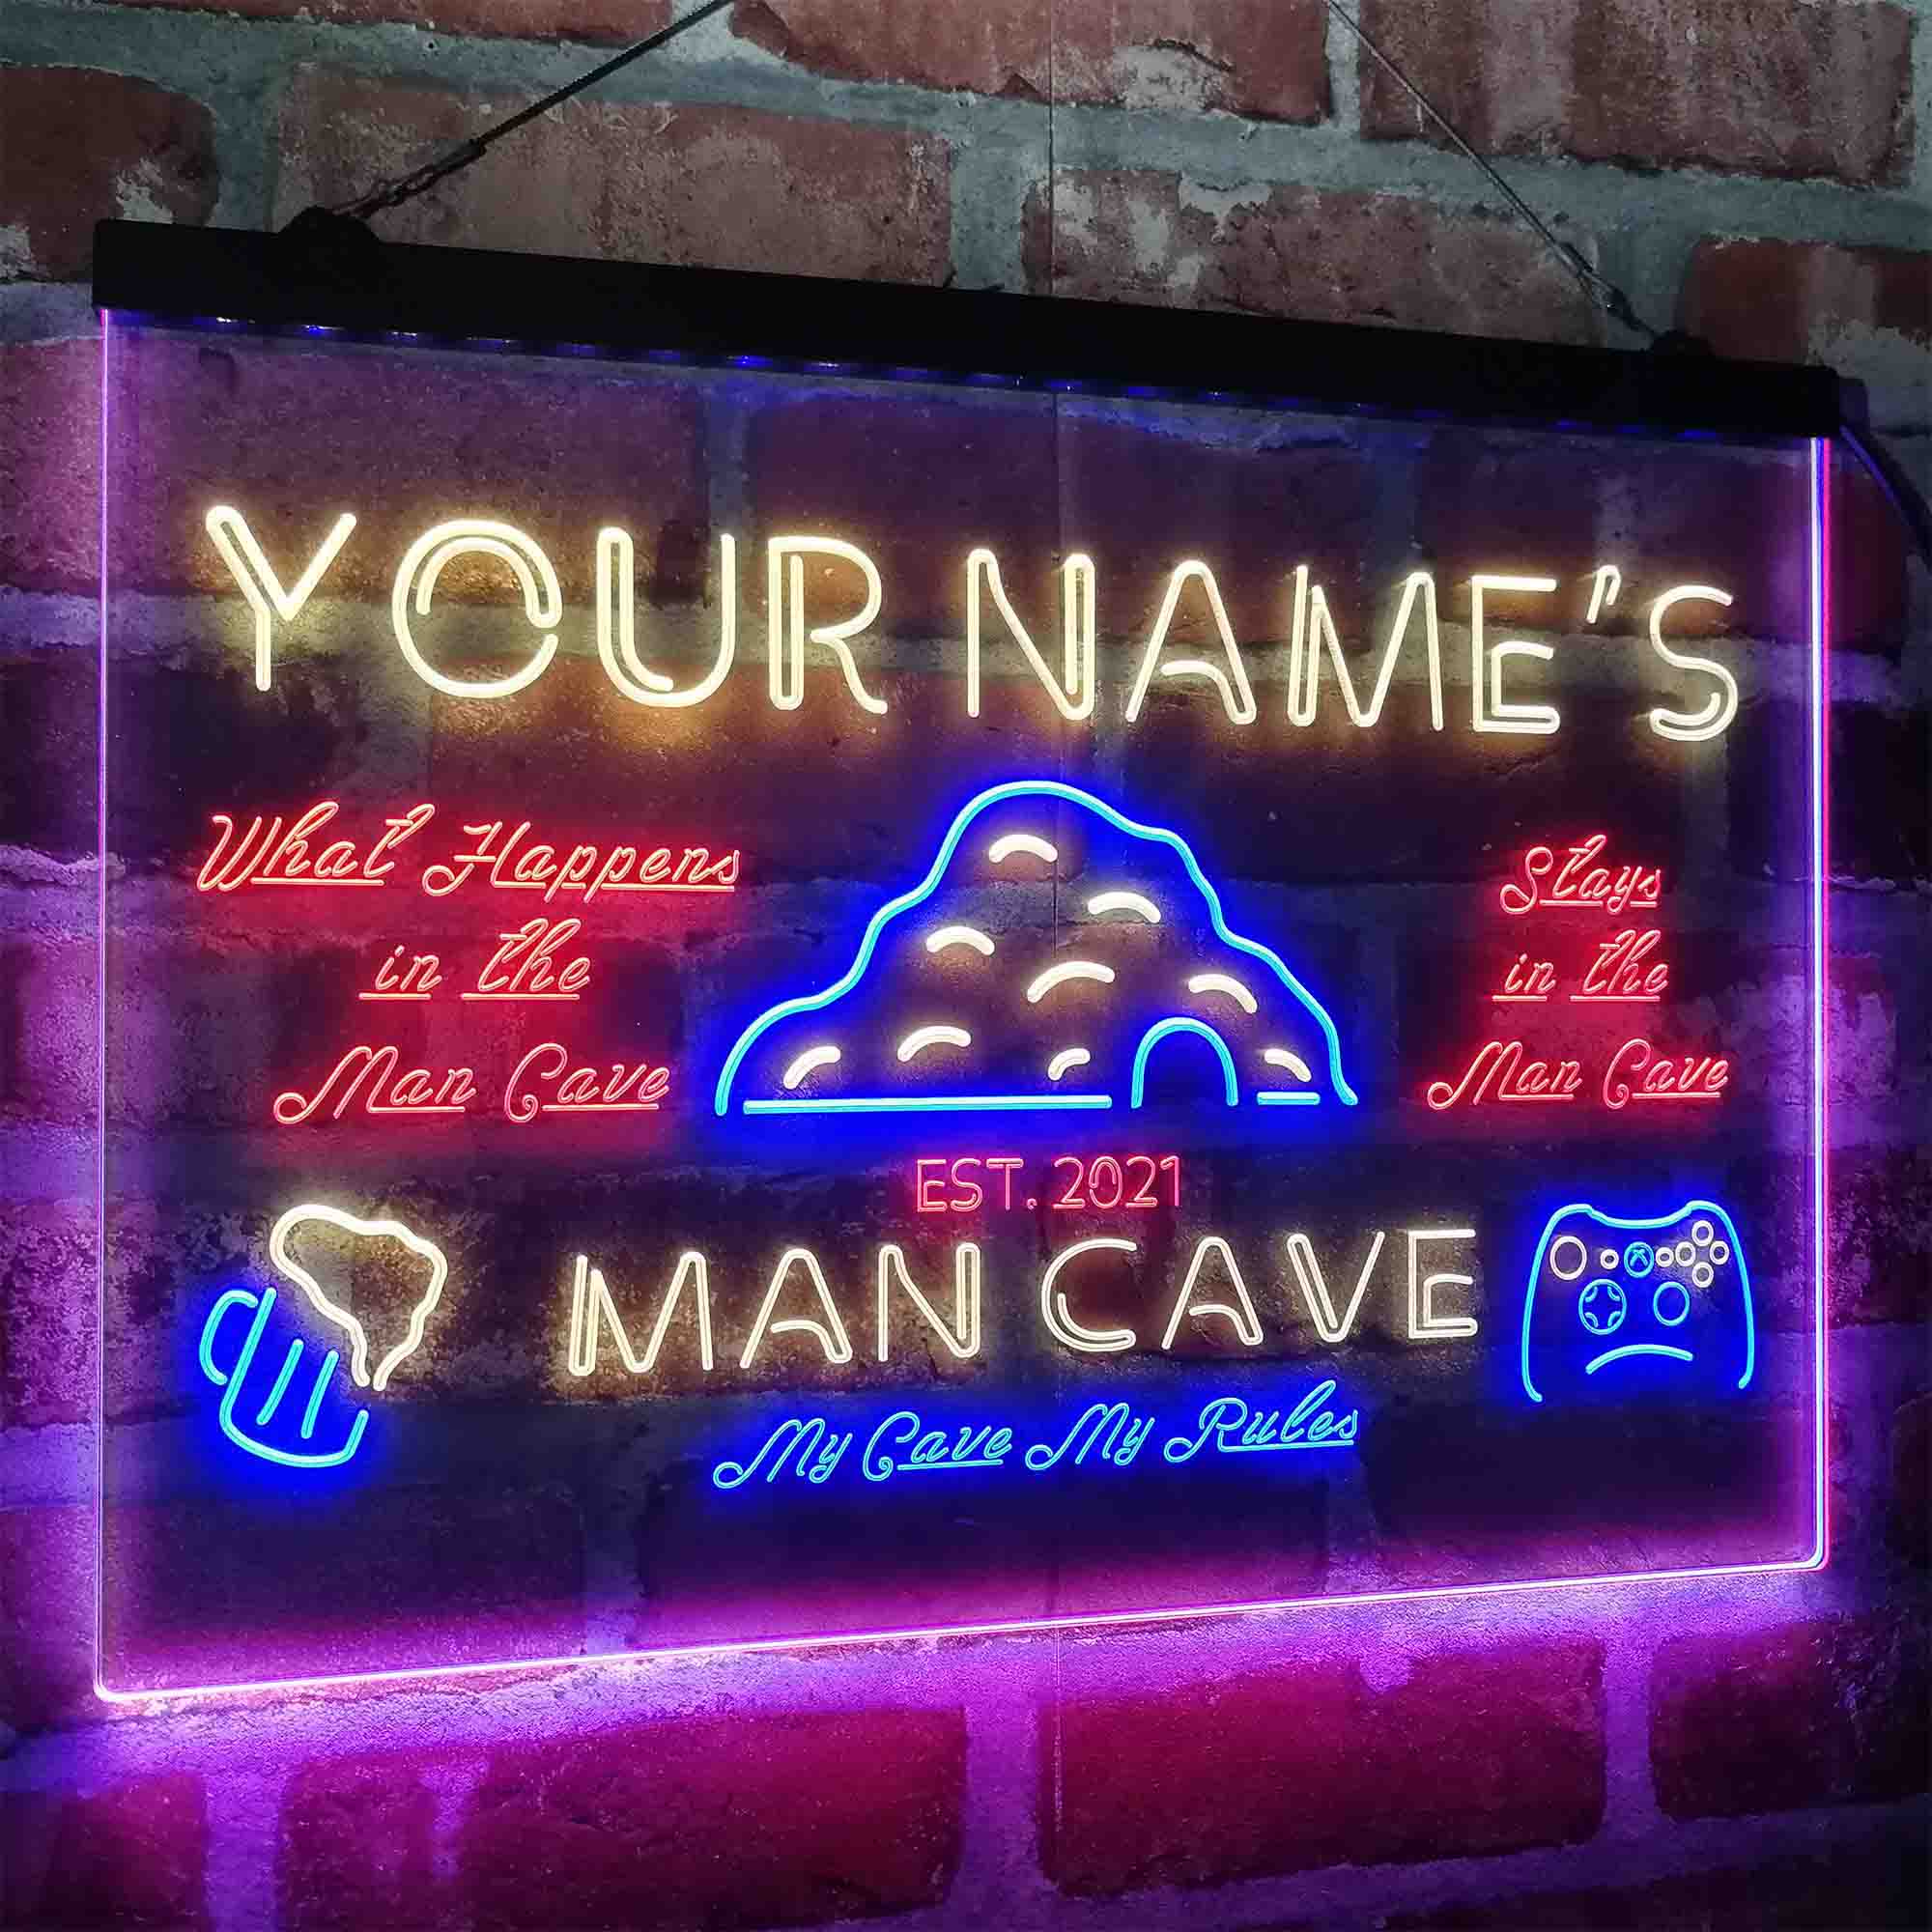 YOUR NAME'S
What Happens
in the
Man Cave
Stays
in the
Man Cave
EST. 2021
MAN CAVE
My Cave My Rules